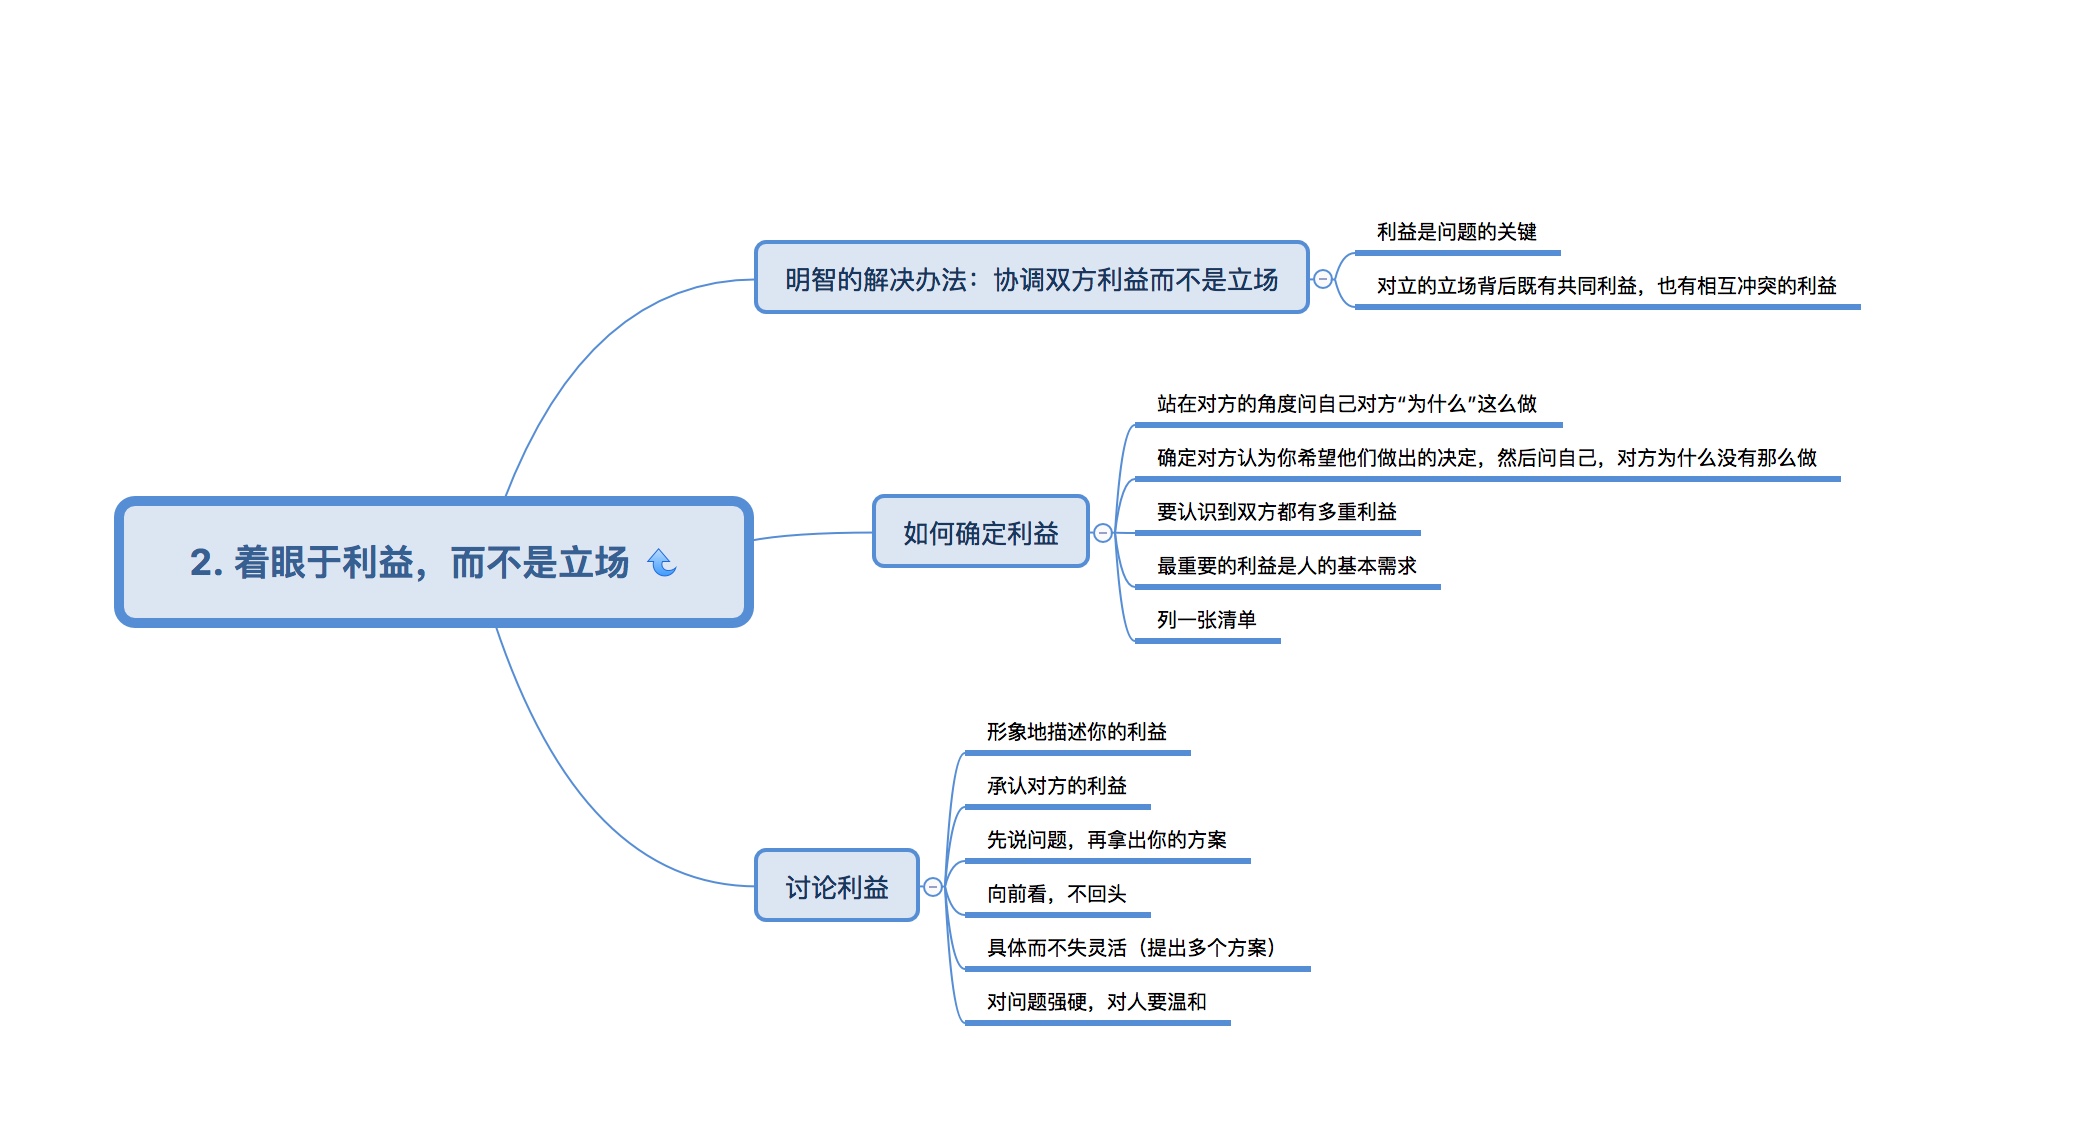 2. 着眼于利益，而不是立场
明智的解决办法：协调双方利益而不是立场
利益是问题的关键
对立的立场背后既有共同利益，也有相互冲突的利益
如何确定利益
站在对方的角度问自己对方“为什么”这么做
确定对方认为你希望他们做出的决定，然后问自己，对方为什么没有那么做
要认识到双方都有多重利益
最重要的利益是人的基本需求
列一张清单
讨论利益
形象地描述你的利益
承认对方的利益
先说问题，再拿出你的方案
向前看，不回头
具体而不失灵活（提出多个方案）
对问题强硬，对人要温和